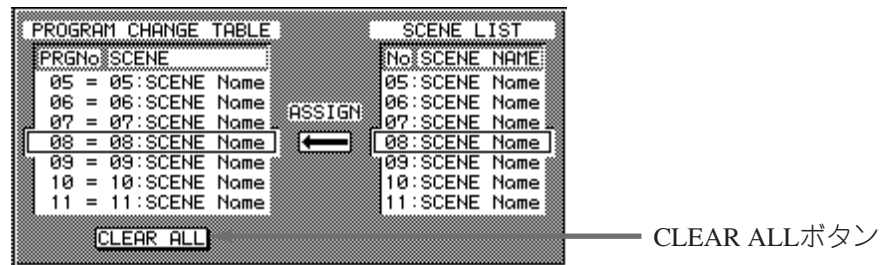 PROGRAM CHANGE TABLE
PRGNo SCENE
05 = 05:SCENE Name
06 = 06:SCENE Name
07 = 07:SCENE Name
08 = 08:SCENE Name
09 = 09:SCENE Name
10 = 10:SCENE Name
11 = 11:SCENE Name
CLEAR ALL
ASSIGN
SCENE LIST
No SCENE NAME
05:SCENE Name
06:SCENE Name
07:SCENE Name
08:SCENE Name
09:SCENE Name
10:SCENE Name
11:SCENE Name
CLEAR ALLボタン